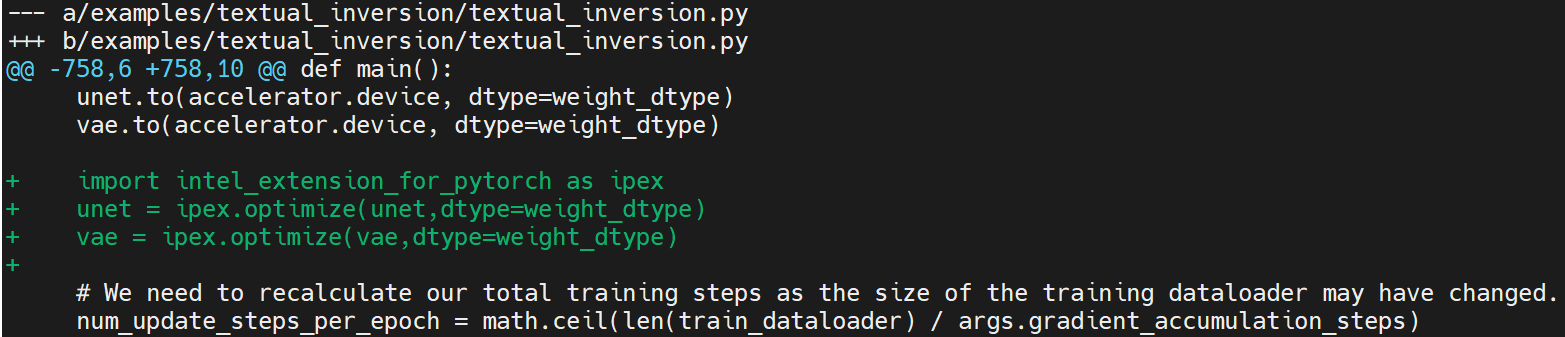 --- a/examples/textual_inversion/textual_inversion.py
+++ b/examples/textual_inversion/textual_inversion.py
@@ -758,6 +758,10 @@ def main():
     unet.to(accelerator.device, dtype=weight_dtype)
     vae.to(accelerator.device, dtype=weight_dtype)

+    import intel_extension_for_pytorch as ipex
+    unet = ipex.optimize(unet,dtype=weight_dtype)
+    vae = ipex.optimize(vae,dtype=weight_dtype)
+
     # We need to recalculate our total training steps as the size of the training dataloader may have changed.
     num_update_steps_per_epoch = math.ceil(len(train_dataloader) / args.gradient_accumulation_steps)